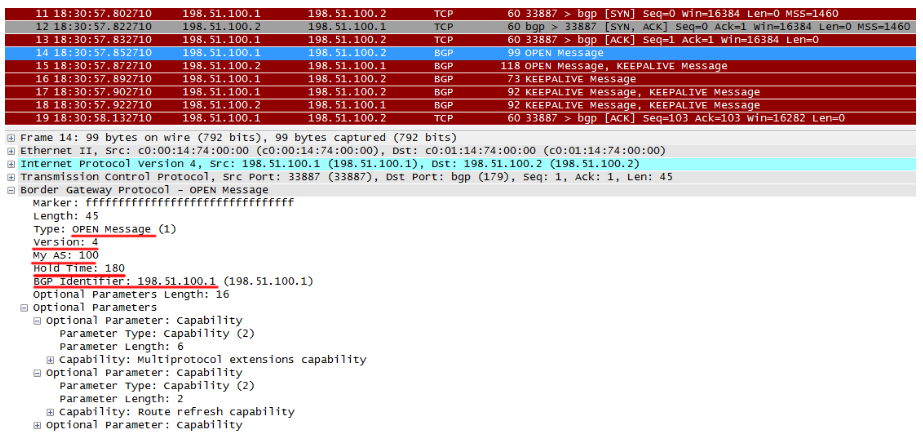 11 18:30:57.802710 198.51.100.1 198.51.100.2 TCP 60 33887 > bgp [SYN] Seq=0 Win=16384 Len=0 MSS=1460
12 18:30:57.822710 198.51.100.2 198.51.100.1 TCP 60 bgp > 33887 [SYN, ACK] Seq=0 Ack=1 Win=16384 Len=0 MSS=1460
13 18:30:57.832710 198.51.100.1 198.51.100.2 TCP 60 33887 > bgp [ACK] Seq=1 Ack=1 Win=16384 Len=0
14 18:30:57.852710 198.51.100.1 198.51.100.2 BGP 99 OPEN Message
15 18:30:57.872710 198.51.100.2 198.51.100.1 BGP 118 OPEN Message, KEEPALIVE Message
16 18:30:57.892710 198.51.100.1 198.51.100.2 BGP 73 KEEPALIVE Message
17 18:30:57.902710 198.51.100.2 198.51.100.1 BGP 92 KEEPALIVE Message, KEEPALIVE Message
18 18:30:57.922710 198.51.100.1 198.51.100.2 BGP 92 KEEPALIVE Message, KEEPALIVE Message
19 18:30:58.132710 198.51.100.1 198.51.100.2 TCP 60 33887 > bgp [ACK] Seq=103 Ack=103 Win=16282 Len=0
Frame 14: 99 bytes on wire (792 bits), 99 bytes captured (792 bits)
Ethernet II, Src: c0:00:14:74:00:00 (c0:00:14:74:00:00), Dst: c0:01:14:74:00:00 (c0:01:14:74:00:00)
Internet Protocol Version 4, Src: 198.51.100.1 (198.51.100.1), Dst: 198.51.100.2 (198.51.100.2)
Transmission Control Protocol, Src Port: 33887 (33887), Dst Port: bgp (179), Seq: 1, Ack: 1, Len: 45
Border Gateway Protocol - OPEN Message
Marker: ffffffffffffffffffffffffffffffff
Length: 45
Type: OPEN Message (1)
Version: 4
My AS: 100
Hold Time: 180
BGP Identifier: 198.51.100.1 (198.51.100.1)
Optional Parameters Length: 16
Optional Parameters
Optional Parameter: Capability
Parameter Type: Capability (2)
Parameter Length: 6
Capability: Multiprotocol extensions capability
Optional Parameter: Capability
Parameter Type: Capability (2)
Parameter Length: 2
Capability: Route refresh capability
Optional Parameter: Capability